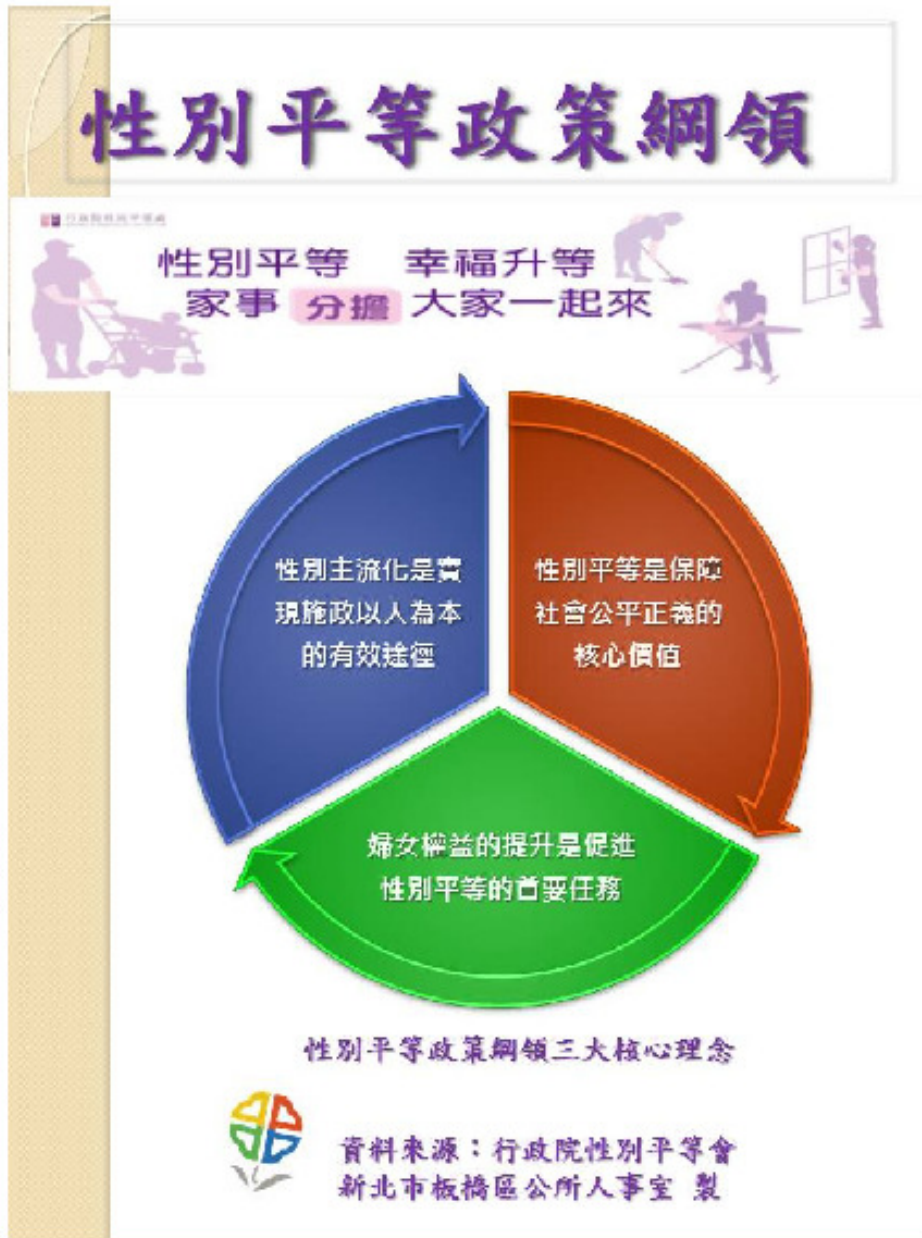 性別平等政策綱領
性別平等 幸福升等
家事 分擔 大家一起來
性別主流化是實
現施政以人為本
的有效途徑
性別平等是保障
社會公平正義的
核心價值
婦女權益的提升是促進
性別平等的首要任務
性別平等政策綱領三大核心理念
資料來源：行政院性別平等會
新北市板橋區公所人事室 製